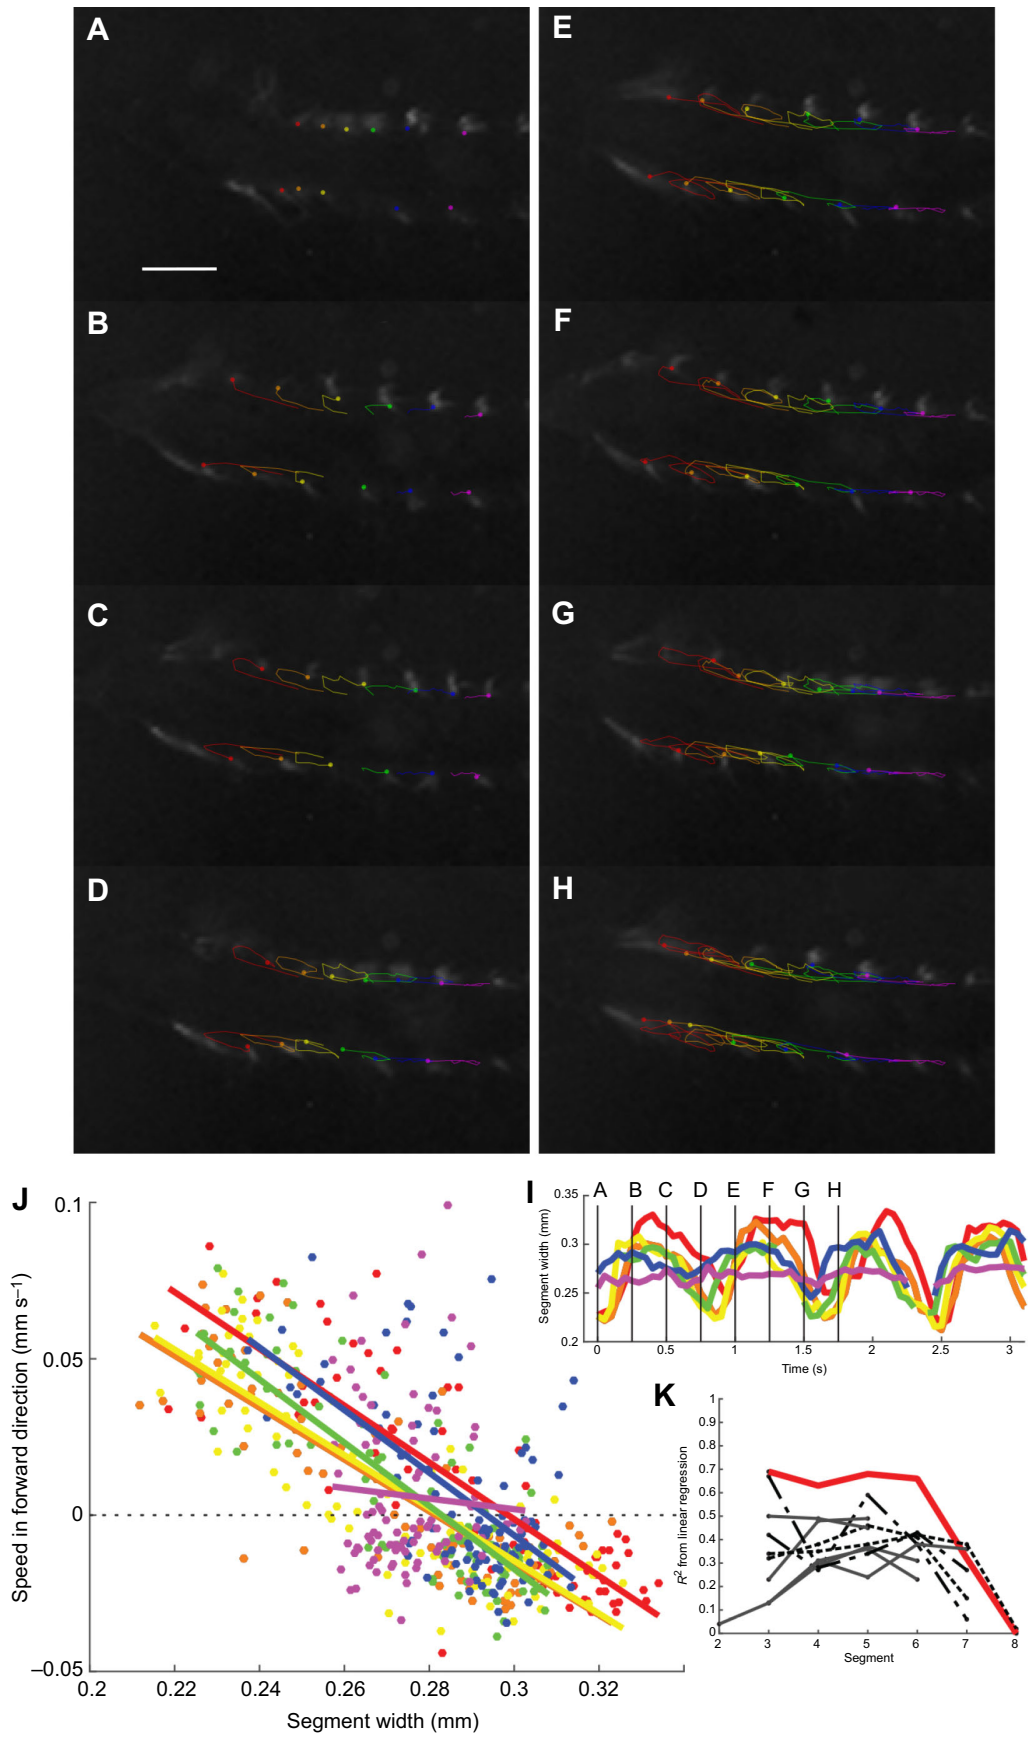 A
E
B
F
C
G
D
H
J
0.1
0.05
0
–0.05
0.2 0.22 0.24 0.26 0.28 0.3 0.32
Segment width (mm)
Speed in forward direction (mm s–1)
I
A B C D E F G H
0.35
0.3
0.25
0.2
0 0.5 1 1.5 2 2.5 3
Time (s)
Segment width (mm)
K
1
0.9
0.8
0.7
0.6
0.5
0.4
0.3
0.2
0.1
0
2 3 4 5 6 7 8
Segment
R2 from linear regression